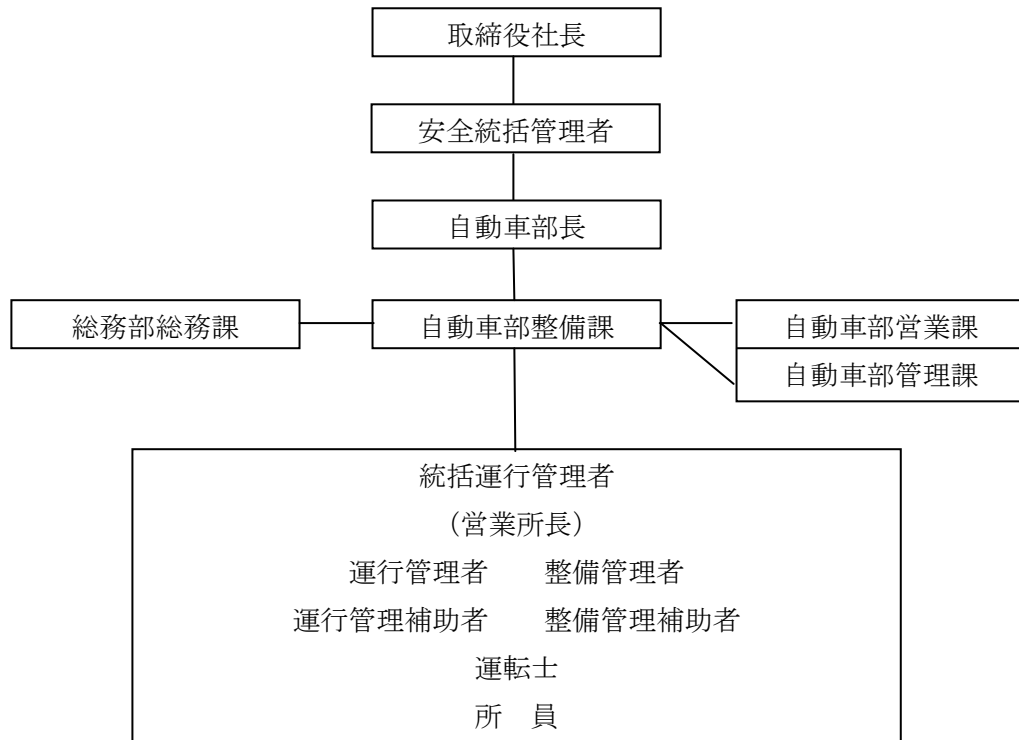 取締役社長
安全統括管理者
自動車部長
総務部総務課
自動車部整備課
自動車部営業課
自動車部管理課
統括運行管理者
（営業所長）
運行管理者　　整備管理者
運行管理補助者　　整備管理補助者
運転士
所　員